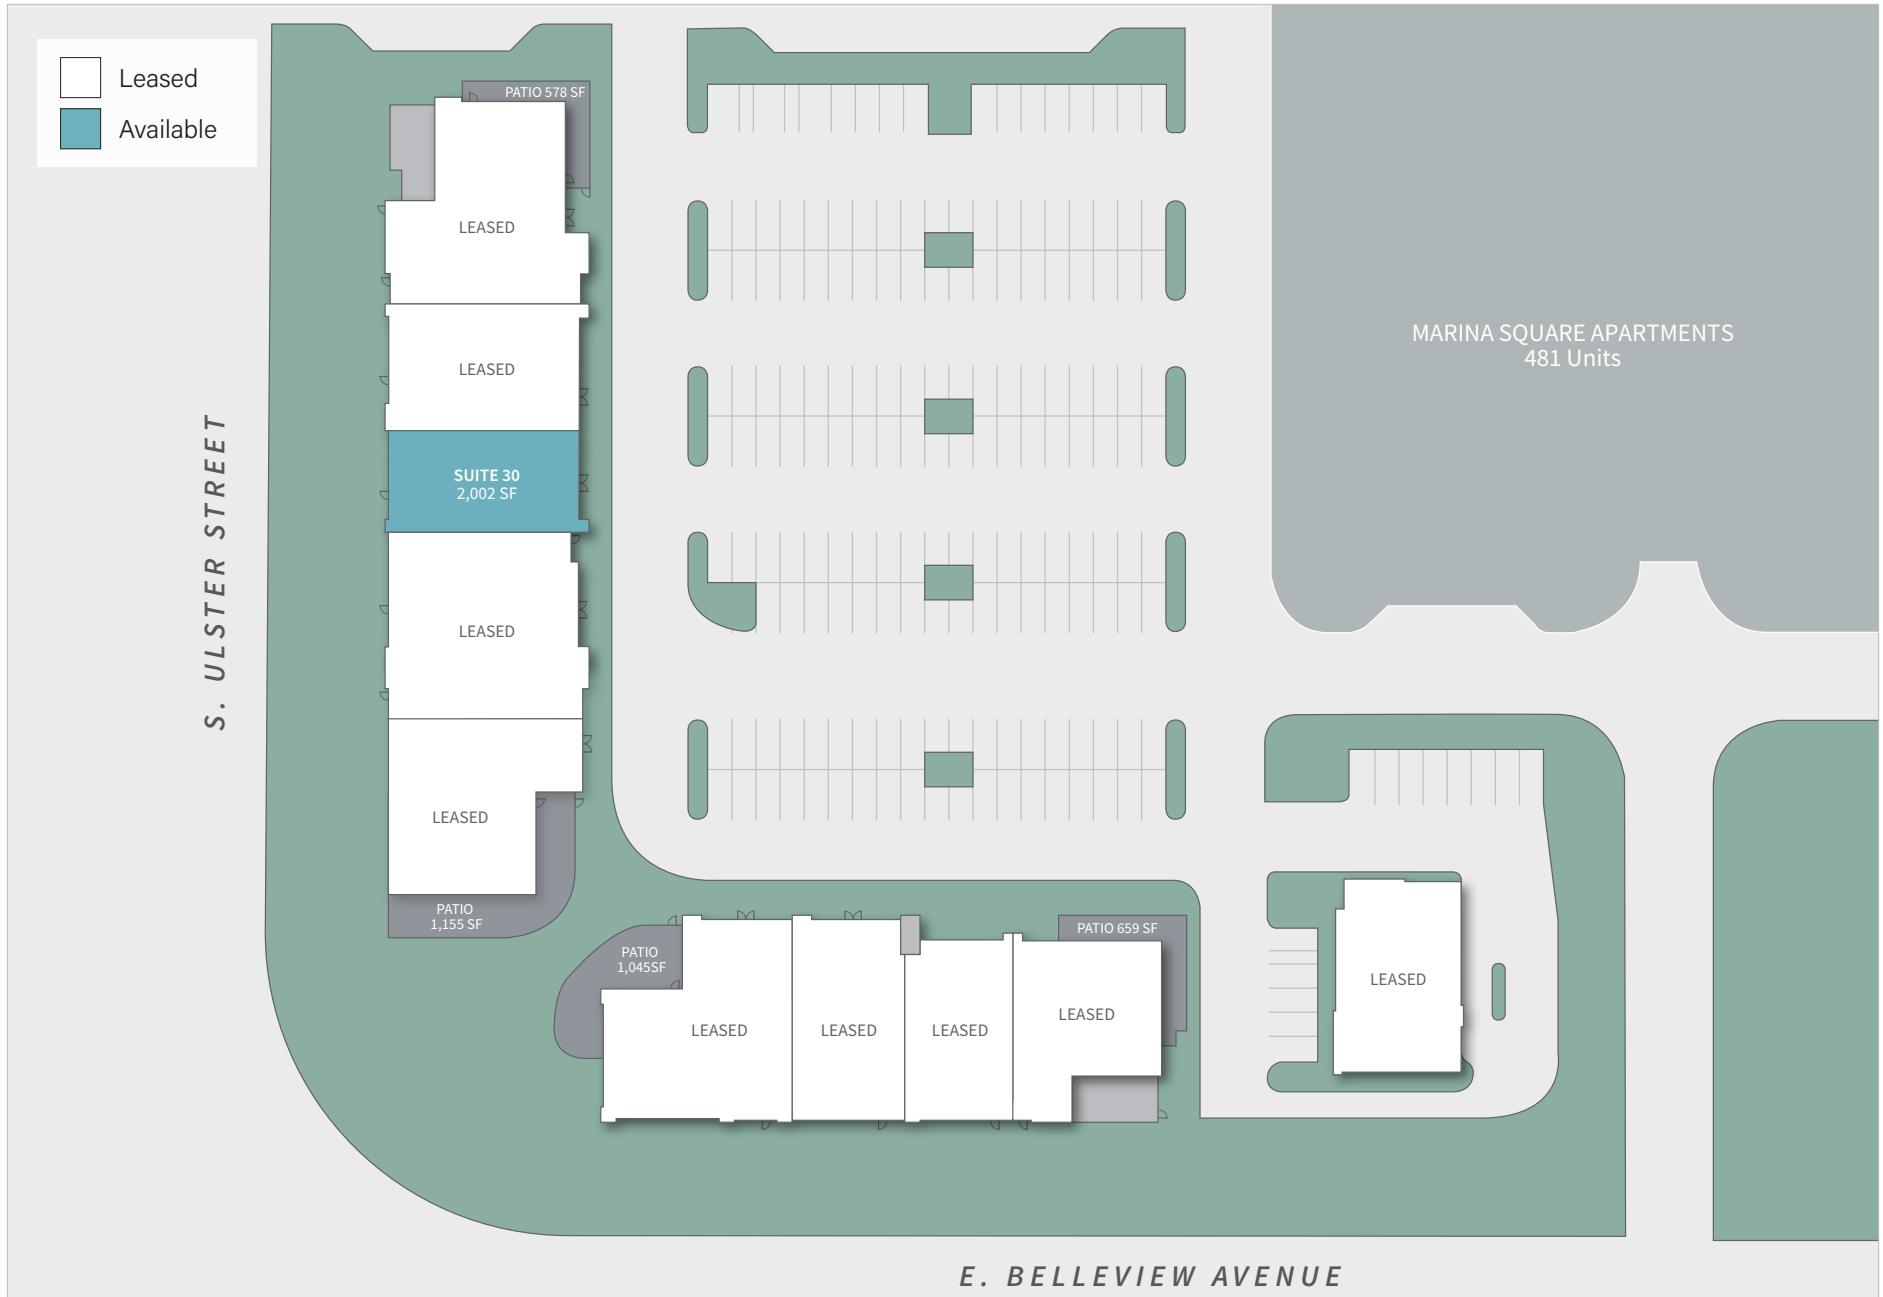 Leased
Available
PATIO 578 SF
LEASED
LEASED
SUITE 30
2,002 SF
LEASED
LEASED
PATIO
1,155 SF
S. ULSTER STREET
MARINA SQUARE APARTMENTS
481 Units
PATIO
1,045SF
LEASED
LEASED
LEASED
PATIO 659 SF
LEASED
LEASED
E. BELLEVIEW AVENUE